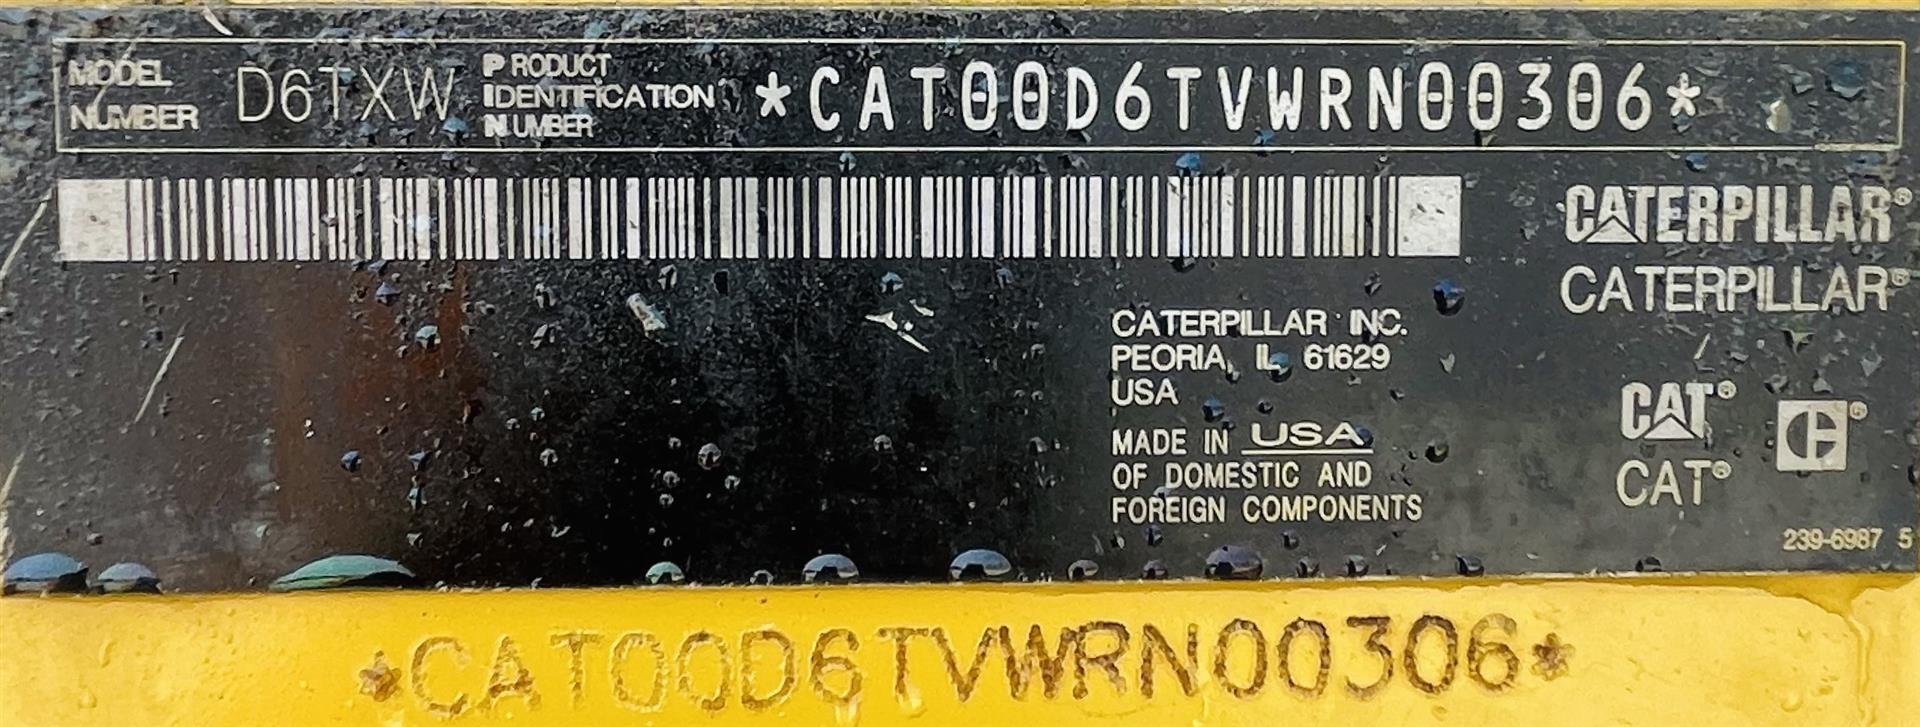 MODEL NUMBER D6TXW PRODUCT IDENTIFICATION NUMBER *CAT00D6TVWRN00306*
CATERPILLAR®
CATERPILLAR®
CATERPILLAR INC.
PEORIA, IL 61629
USA
MADE IN USA
OF DOMESTIC AND
FOREIGN COMPONENTS
CAT®
CAT®
239-6987 5
*CAT00D6TVWRN00306*